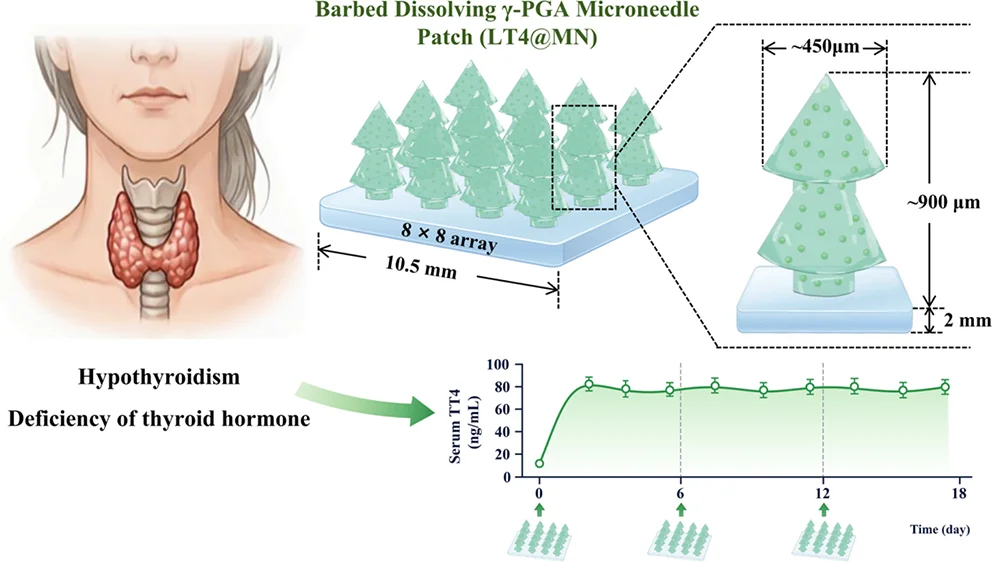 Barbed Dissolving γ-PGA Microneedle
Patch (LT4@MN)
~450μm
~900 μm
2 mm
8 × 8 array
10.5 mm
Hypothyroidism
Deficiency of thyroid hormone
Serum TT4
(ng/mL)
100
80
60
40
20
0
0
6
12
18
Time (day)